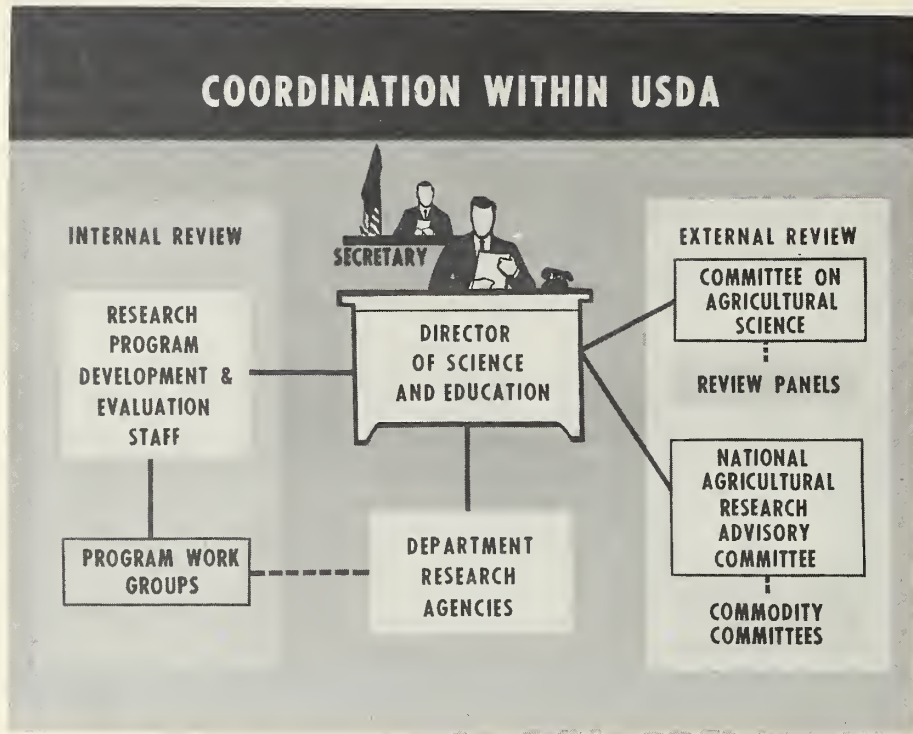 COORDINATION WITHIN USDA
INTERNAL REVIEW
RESEARCH
PROGRAM
DEVELOPMENT &
EVALUATION
STAFF
PROGRAM WORK
GROUPS
SECRETARY
DIRECTOR
OF SCIENCE
AND EDUCATION
DEPARTMENT
RESEARCH
AGENCIES
EXTERNAL REVIEW
COMMITTEE ON
AGRICULTURAL
SCIENCE
REVIEW PANELS
NATIONAL
AGRICULTURAL
RESEARCH
ADVISORY
COMMITTEE
COMMODITY
COMMITTEES